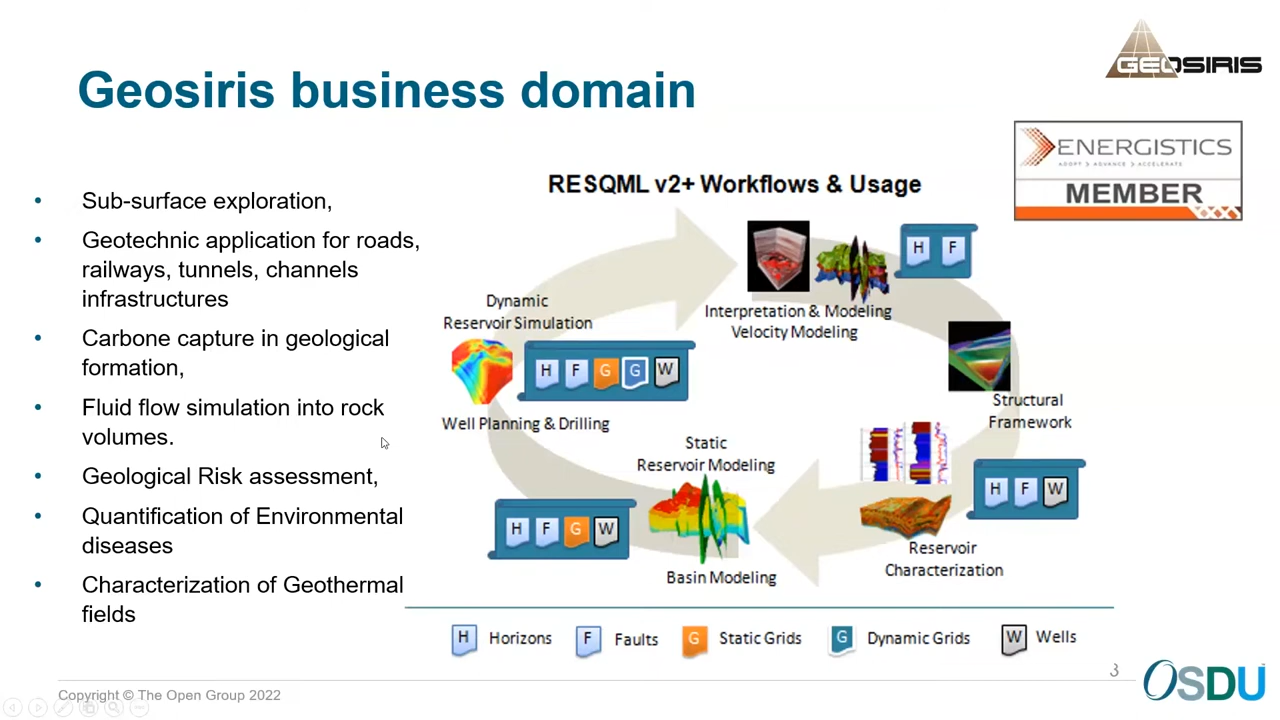 GEOSIRIS
Geosiris business domain
ENERGISTICS
ADOPT > ADVANCE > ACCELERATE
MEMBER
• Sub-surface exploration,
• Geotechnic application for roads,
railways, tunnels, channels
infrastructures
• Carbone capture in geological
formation,
• Fluid flow simulation into rock
volumes.
• Geological Risk assessment,
• Quantification of Environmental
diseases
• Characterization of Geothermal
fields
RESQML v2+ Workflows & Usage
H F
Interpretation & Modeling
Velocity Modeling
Structural
Framework
H F W
Reservoir
Characterization
Static
Reservoir Modeling
H F G W
Basin Modeling
Dynamic
Reservoir Simulation
H F G G W
Well Planning & Drilling
H Horizons F Faults G Static Grids G Dynamic Grids W Wells
3
Copyright © The Open Group 2022
OSDU